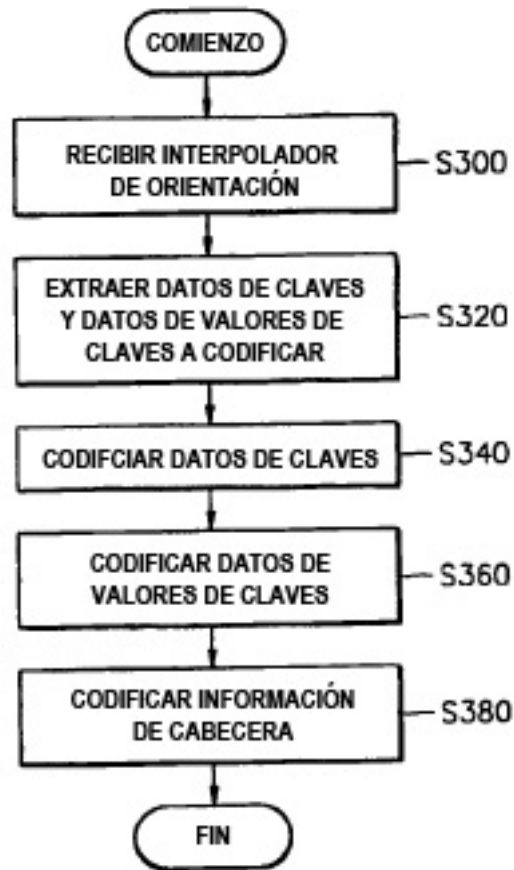 COMIENZO
RECIBIR INTERPOLADOR
DE ORIENTACIÓN
S300
EXTRAER DATOS DE CLAVES
Y DATOS DE VALORES DE
CLAVES A CODIFICAR
S320
CODIFCIAR DATOS DE CLAVES
S340
CODIFICAR DATOS DE
VALORES DE CLAVES
S360
CODIFICAR INFORMACIÓN
DE CABECERA
S380
FIN